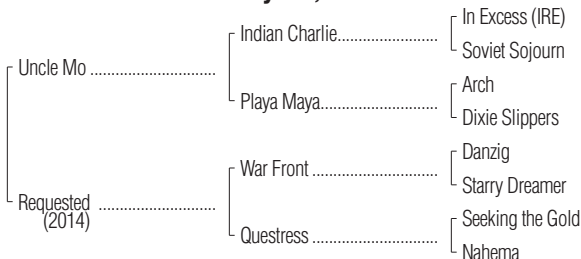 In Excess (IRE)
Indian Charlie
Soviet Sojourn
Uncle Mo
Arch
Playa Maya
Dixie Slippers
Danzig
War Front
Starry Dreamer
Requested
(2014)
Seeking the Gold
Questress
Nahema